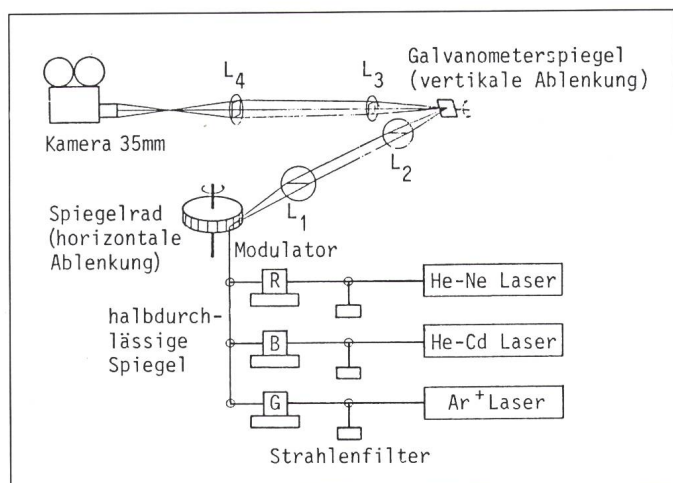 L4
L3
Galvanometerspiegel
(vertikale Ablenkung)
Kamera 35mm
L2
L1
Spiegelrad
(horizontale
Ablenkung)
Modulator
R
He-Ne Laser
halbdurch-
lässige
Spiegel
B
He-Cd Laser
G
Ar+ Laser
Strahlenfilter